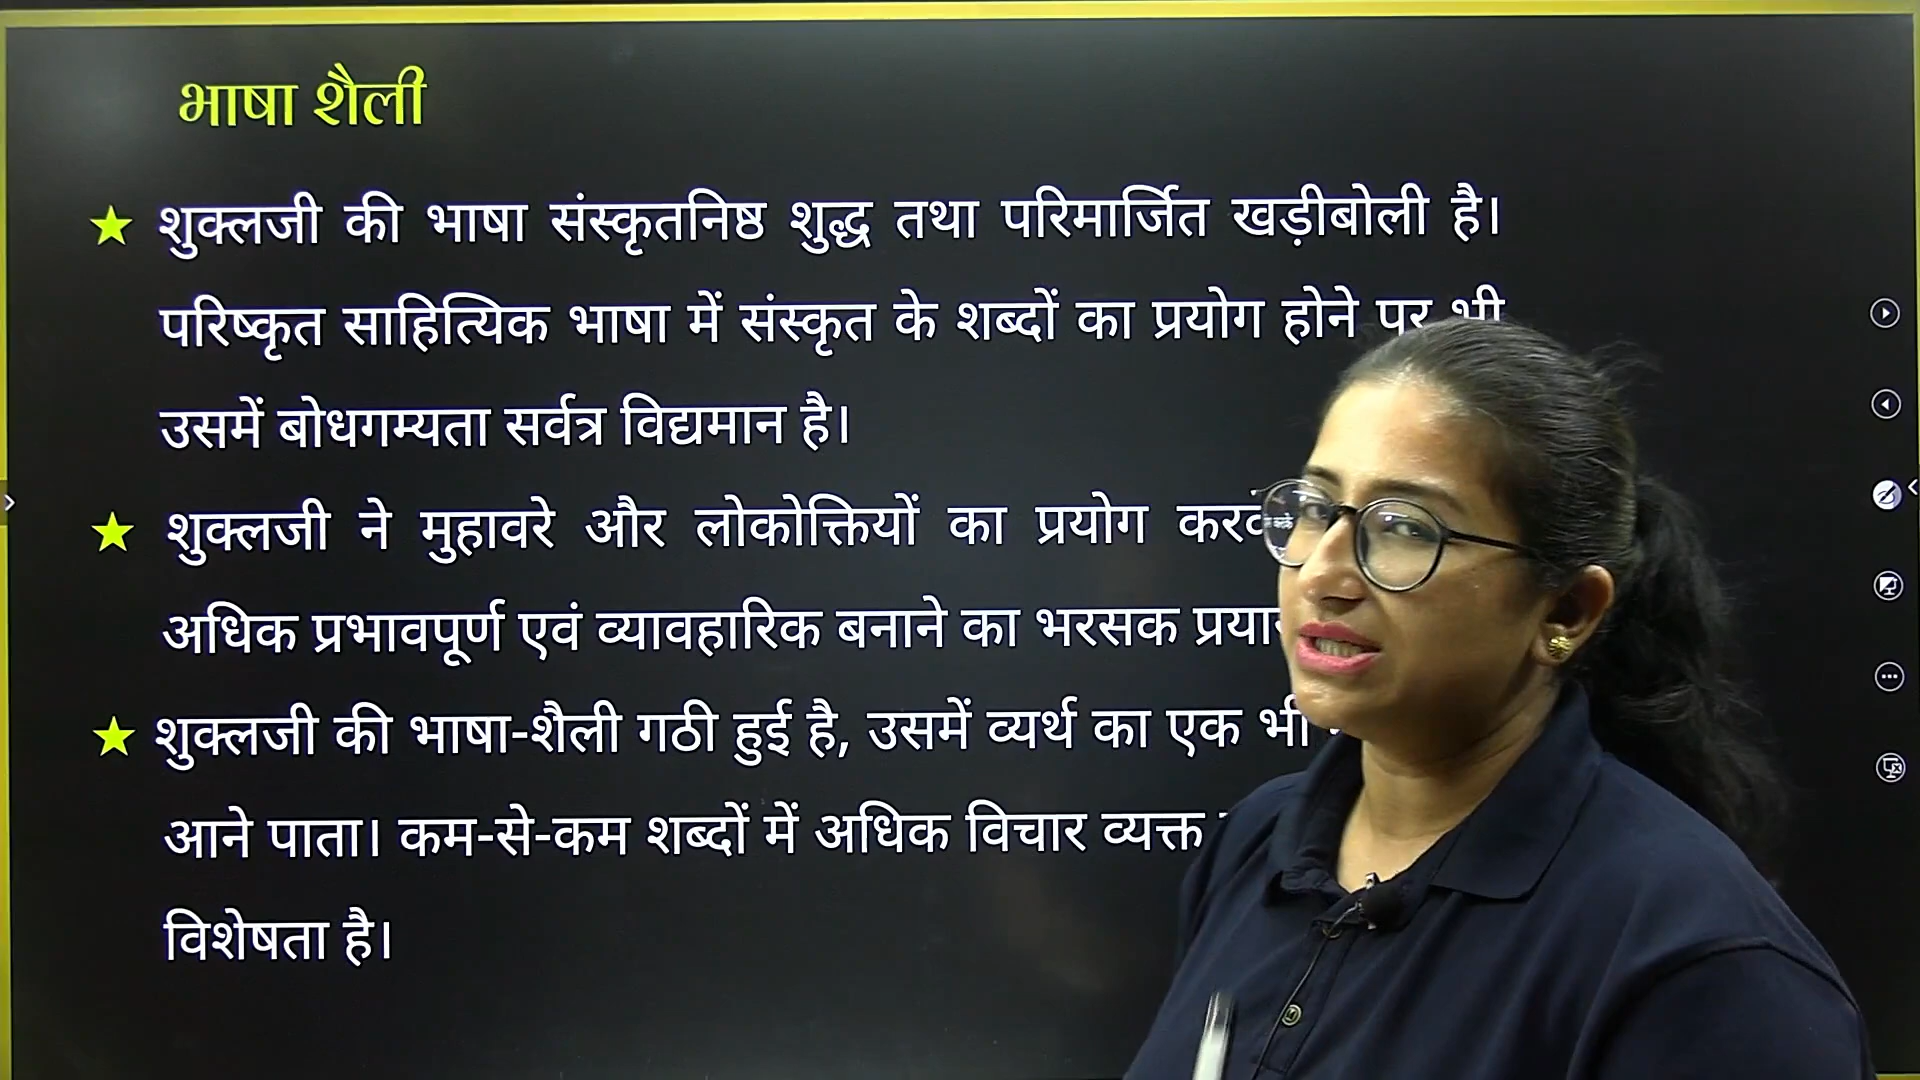 भाषा शैली
शुक्लजी की भाषा संस्कृतनिष्ठ शुद्ध तथा परिमार्जित खड़ीबोली है।
परिष्कृत साहित्यिक भाषा में संस्कृत के शब्दों का प्रयोग होने पर भी
उसमें बोधगम्यता सर्वत्र विद्यमान है।
शुक्लजी ने मुहावरे और लोकोक्तियों का प्रयोग
अधिक प्रभावपूर्ण एवं व्यावहारिक बनाने का भरसक
शुक्लजी की भाषा-शैली गठी हुई है, उसमें व्यर्थ का एक भी
आने पाता। कम-से-कम शब्दों में अधिक विचार व्यक्त
विशेषता है।